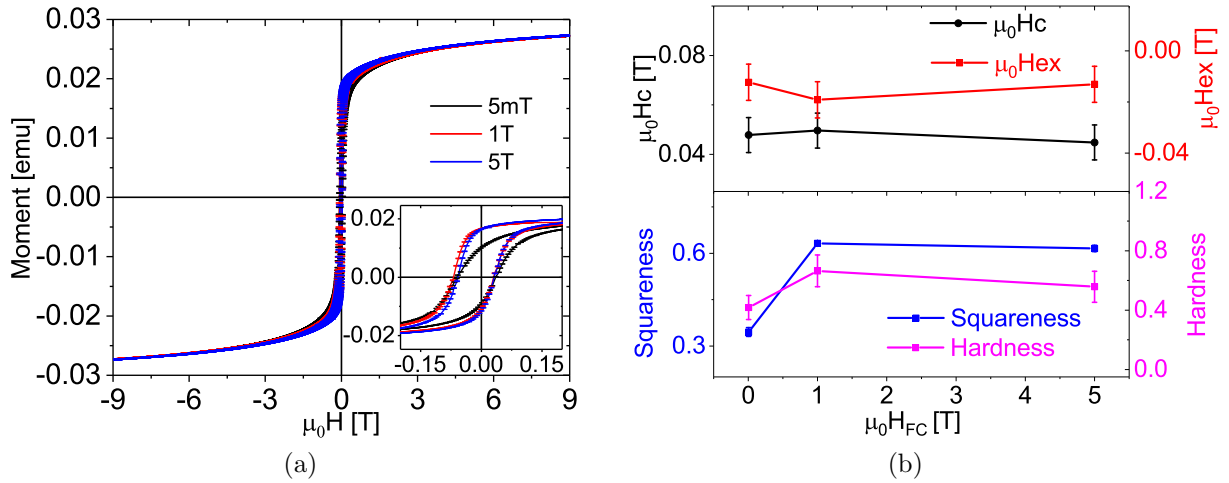 0.03
0.02
0.01
0.00
-0.01
-0.02
-0.03
Moment [emu]
5mT
1T
5T
0.02
0.00
-0.02
-0.15 0.00 0.15
-9 -6 -3 0 3 6 9
μ₀H [T]
(a)
μ₀Hc
μ₀Hex
0.08
0.04
μ₀Hc [T]
0.00
-0.04
μ₀Hex [T]
0.6
0.3
Squareness
1.2
0.8
0.4
0.0
Hardness
Squareness
Hardness
0 1 2 3 4 5
μ₀H_FC [T]
(b)